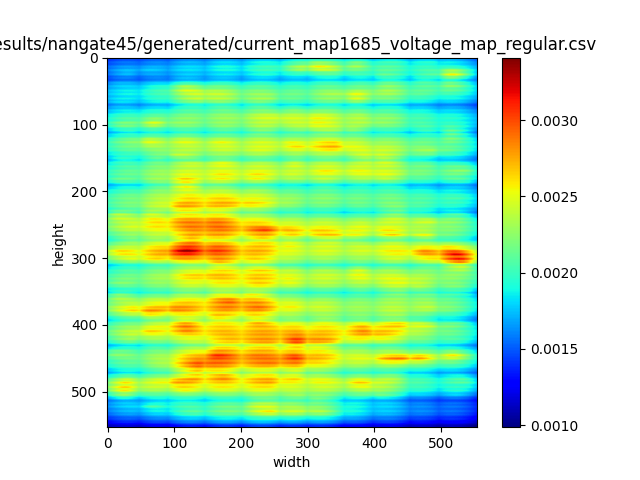 esults/nangate45/generated/current_map1685_voltage_map_regular.csv
0
100
200
300
400
500
height
0 100 200 300 400 500
width
0.0030
0.0025
0.0020
0.0015
0.0010